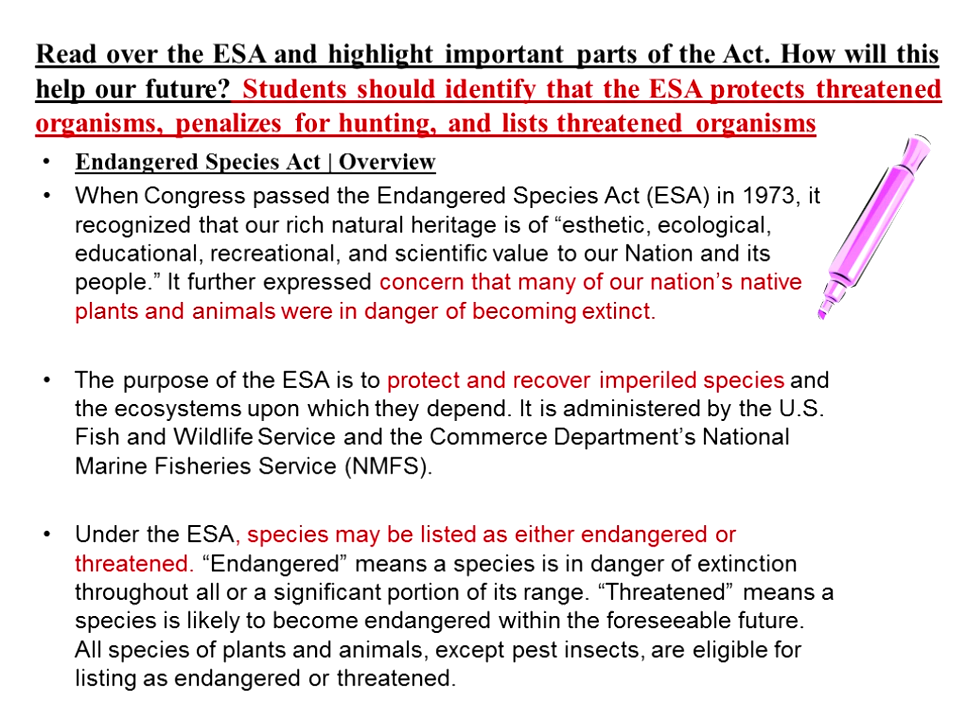 Read over the ESA and highlight important parts of the Act. How will this
help our future? Students should identify that the ESA protects threatened
organisms, penalizes for hunting, and lists threatened organisms
• Endangered Species Act | Overview
• When Congress passed the Endangered Species Act (ESA) in 1973, it
recognized that our rich natural heritage is of “esthetic, ecological,
educational, recreational, and scientific value to our Nation and its
people.” It further expressed concern that many of our nation’s native
plants and animals were in danger of becoming extinct.
• The purpose of the ESA is to protect and recover imperiled species and
the ecosystems upon which they depend. It is administered by the U.S.
Fish and Wildlife Service and the Commerce Department’s National
Marine Fisheries Service (NMFS).
• Under the ESA, species may be listed as either endangered or
threatened. “Endangered” means a species is in danger of extinction
throughout all or a significant portion of its range. “Threatened” means a
species is likely to become endangered within the foreseeable future.
All species of plants and animals, except pest insects, are eligible for
listing as endangered or threatened.